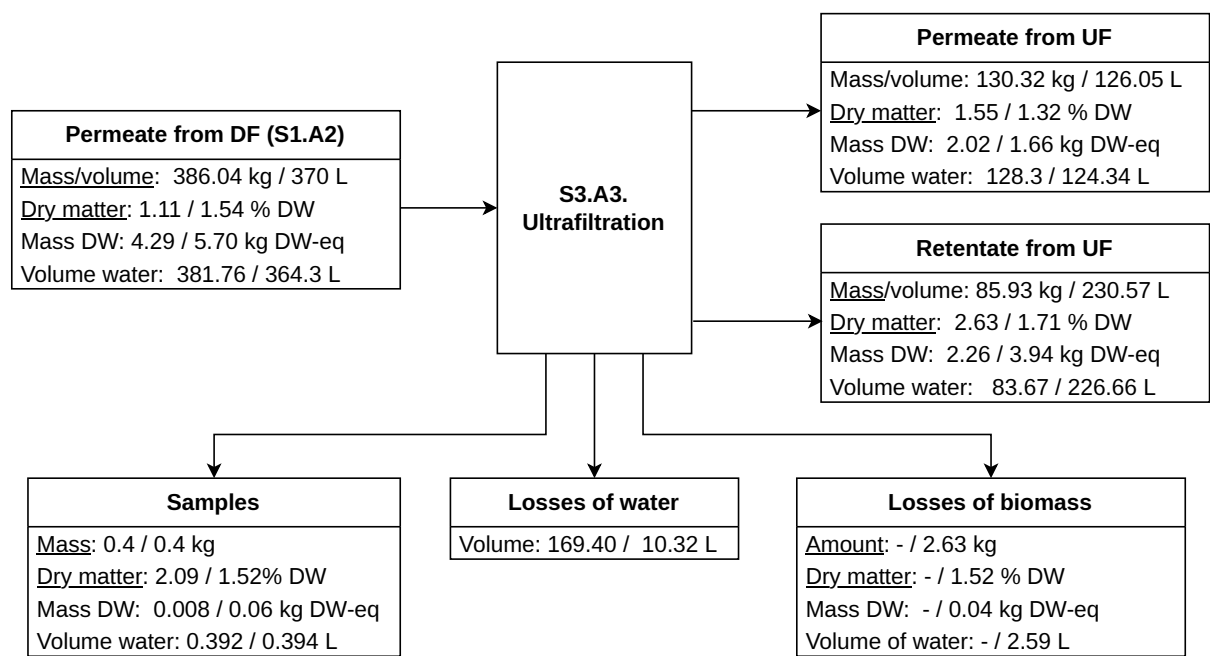 Permeate from DF (S1.A2)
Mass/volume: 386.04 kg / 370 L
Dry matter: 1.11 / 1.54 % DW
Mass DW: 4.29 / 5.70 kg DW-eq
Volume water: 381.76 / 364.3 L
S3.A3.
Ultrafiltration
Permeate from UF
Mass/volume: 130.32 kg / 126.05 L
Dry matter: 1.55 / 1.32 % DW
Mass DW: 2.02 / 1.66 kg DW-eq
Volume water: 128.3 / 124.34 L
Retentate from UF
Mass/volume: 85.93 kg / 230.57 L
Dry matter: 2.63 / 1.71 % DW
Mass DW: 2.26 / 3.94 kg DW-eq
Volume water: 83.67 / 226.66 L
Samples
Mass: 0.4 / 0.4 kg
Dry matter: 2.09 / 1.52% DW
Mass DW: 0.008 / 0.06 kg DW-eq
Volume water: 0.392 / 0.394 L
Losses of water
Volume: 169.40 / 10.32 L
Losses of biomass
Amount: - / 2.63 kg
Dry matter: - / 1.52 % DW
Mass DW: - / 0.04 kg DW-eq
Volume of water: - / 2.59 L